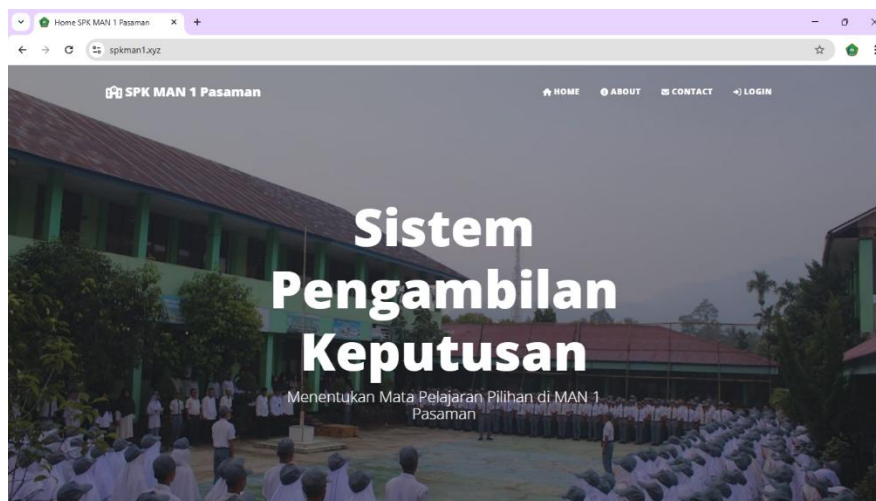 Home SPK MAN 1 Pasaman
spkman1.xyz
SPK MAN 1 Pasaman
HOME
ABOUT
CONTACT
LOGIN
Sistem
Pengambilan
Keputusan
Menentukan Mata Pelajaran Pilihan di MAN 1
Pasaman